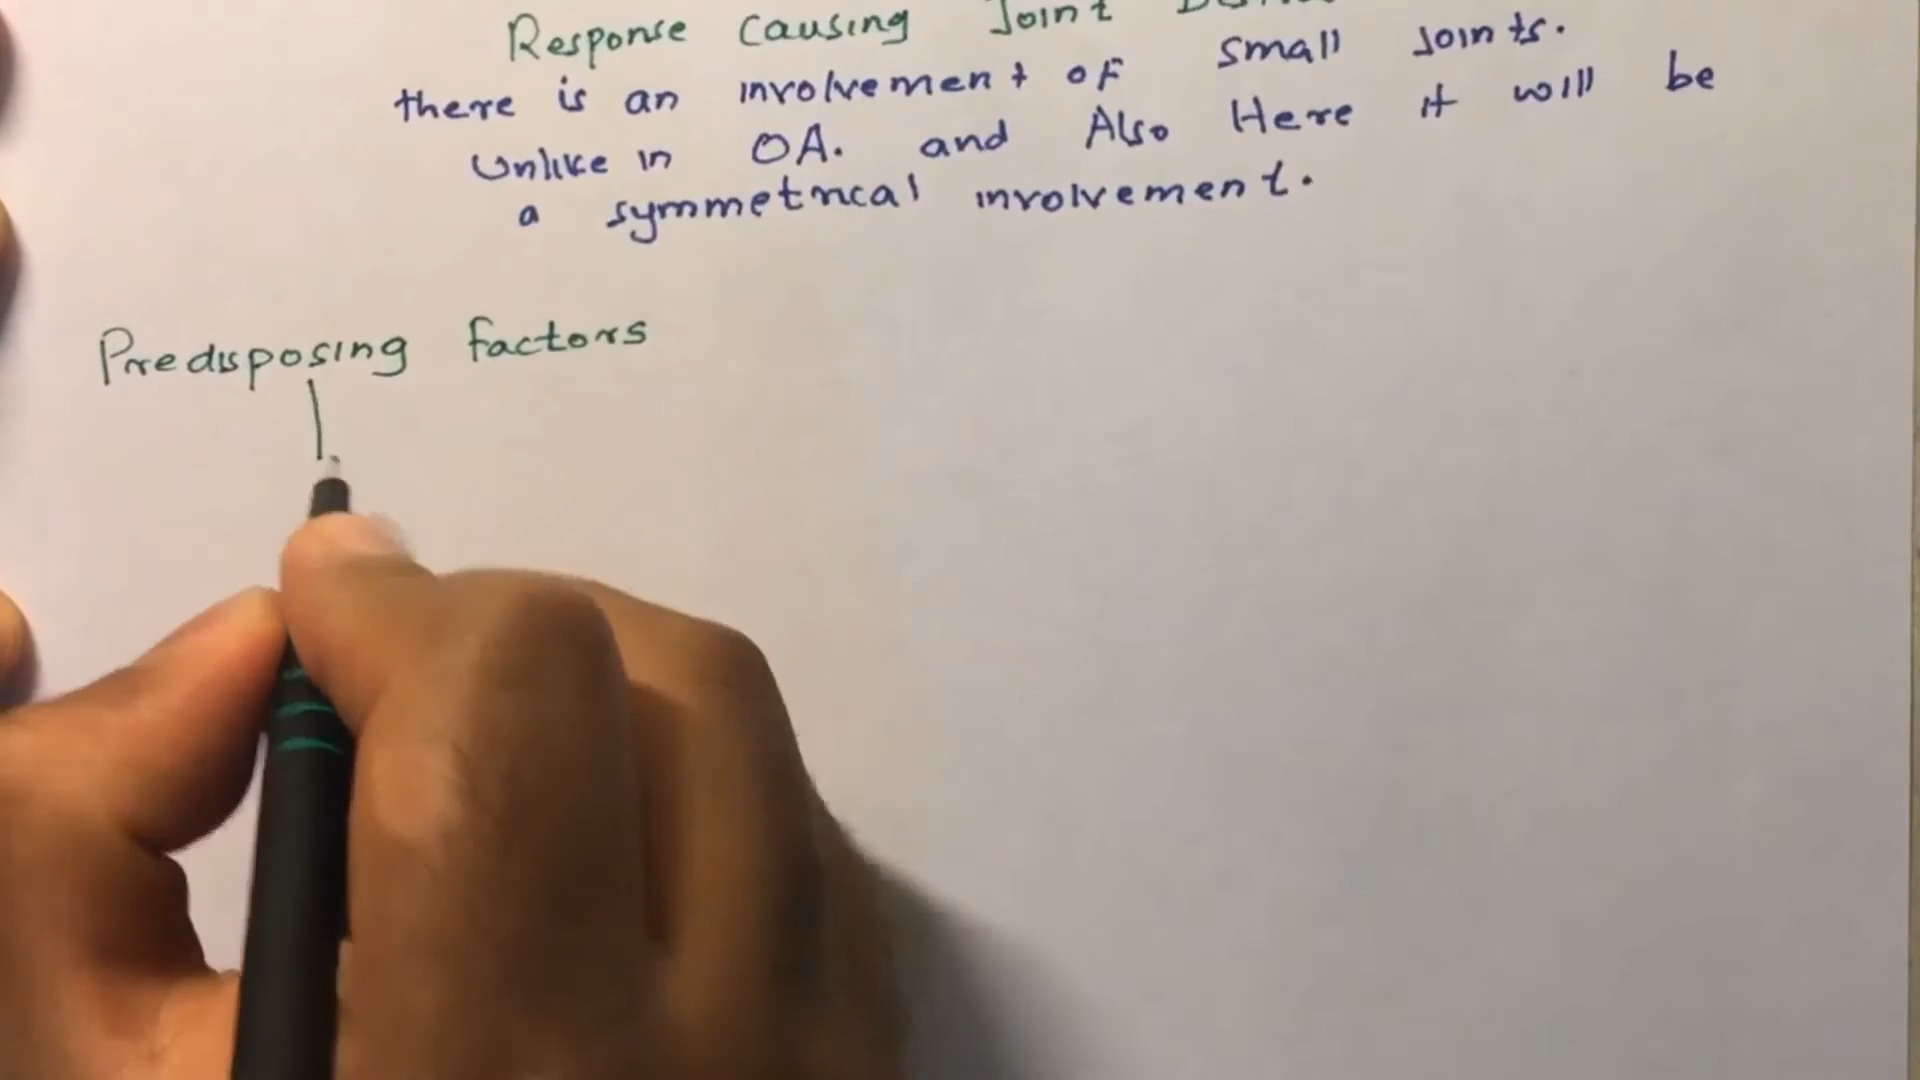 Response causing Joint
there is an involvement of small joints.
Unlike in OA. and Also Here it will be
a symmetrical involvement.
Predisposing factors